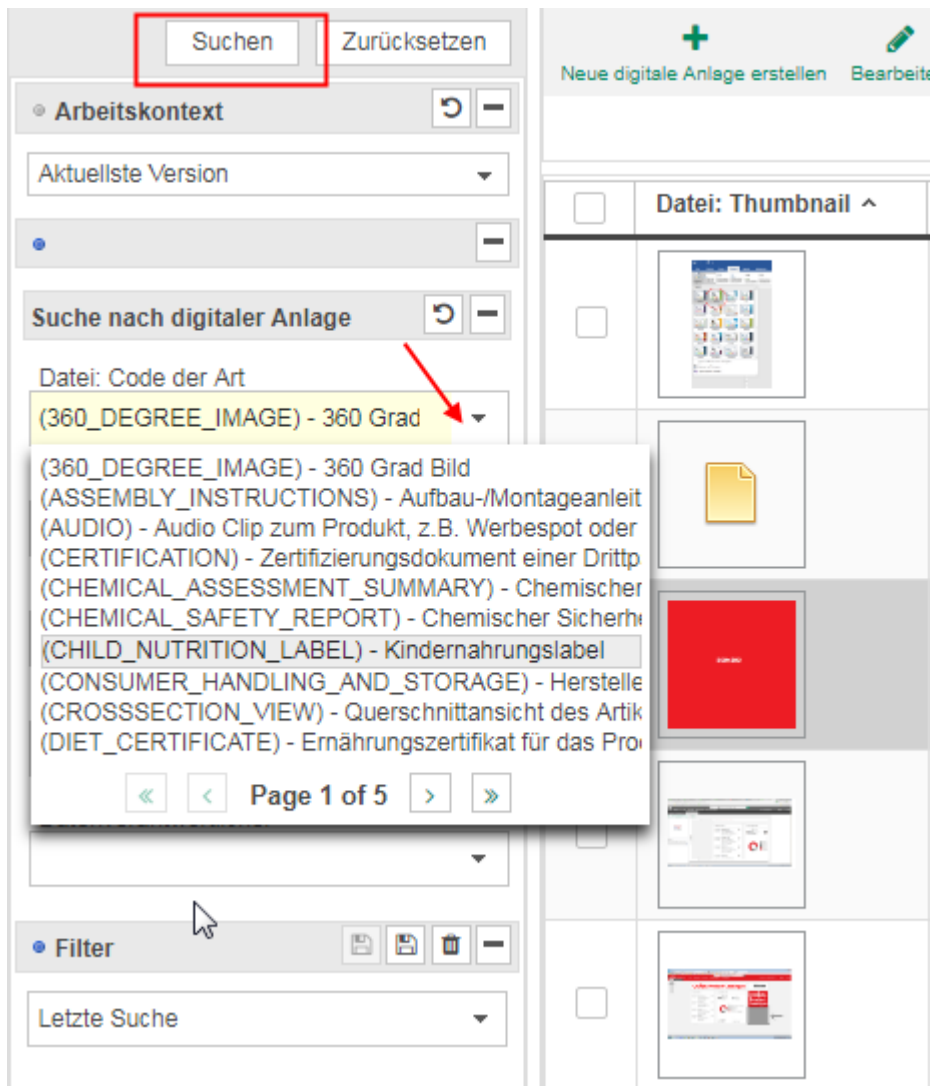 Suchen Zurücksetzen
Neue digitale Anlage erstellen Bearbeite
Arbeitskontext
Aktuellste Version
Datei: Thumbnail
Suche nach digitaler Anlage
Datei: Code der Art
(360_DEGREE_IMAGE) - 360 Grad
(360_DEGREE_IMAGE) - 360 Grad Bild
(ASSEMBLY_INSTRUCTIONS) - Aufbau-/Montageanleit
(AUDIO) - Audio Clip zum Produkt, z.B. Werbespot oder
(CERTIFICATION) - Zertifizierungsdokument einer Drittp
(CHEMICAL_ASSESSMENT_SUMMARY) - Chemischer
(CHEMICAL_SAFETY_REPORT) - Chemischer Sicherhe
(CHILD_NUTRITION_LABEL) - Kindernahrungslabel
(CONSUMER_HANDLING_AND_STORAGE) - Herstelle
(CROSSSECTION_VIEW) - Querschnittansicht des Artik
(DIET_CERTIFICATE) - Ernährungszertifikat für das Pro
Page 1 of 5
Filter
Letzte Suche